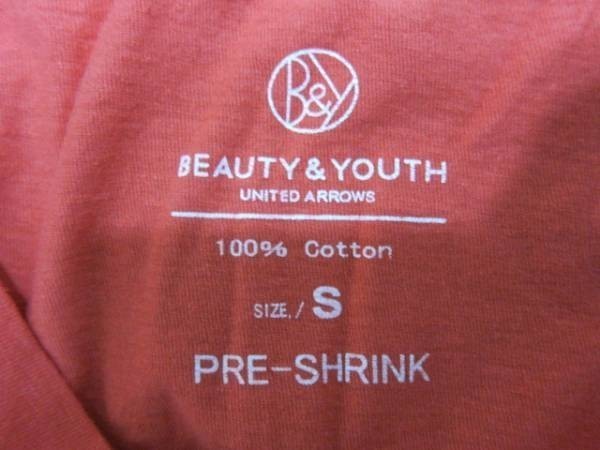 B&Y
BEAUTY & YOUTH
UNITED ARROWS
100% Cotton
SIZE. / S
PRE-SHRINK